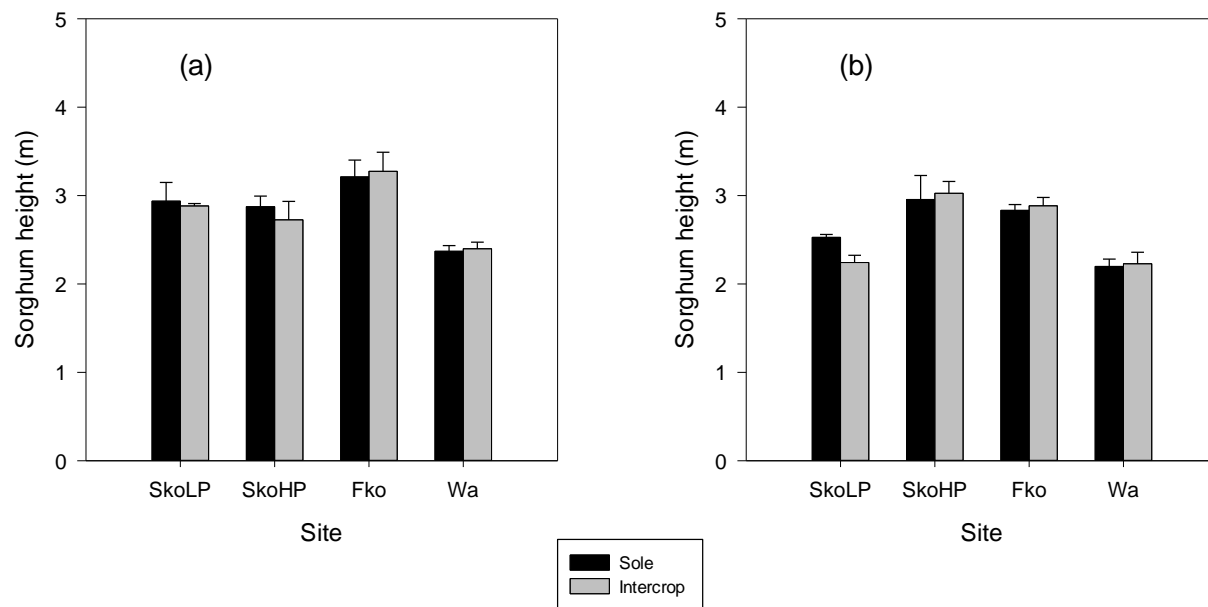 (a)
Sorghum height (m)
5
4
3
2
1
0
SkoLP SkoHP Fko Wa
Site
(b)
Sorghum height (m)
5
4
3
2
1
0
SkoLP SkoHP Fko Wa
Site
Sole
Intercrop